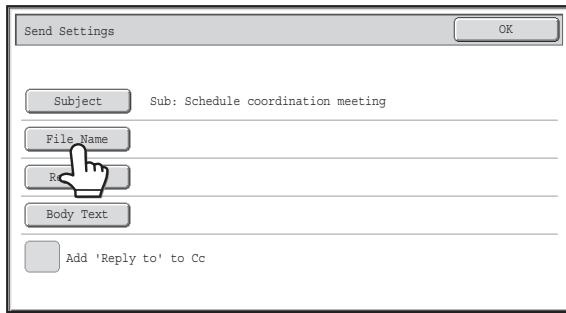 Send Settings
OK
Subject Sub: Schedule coordination meeting
File Name
Body Text
Add 'Reply to' to Cc